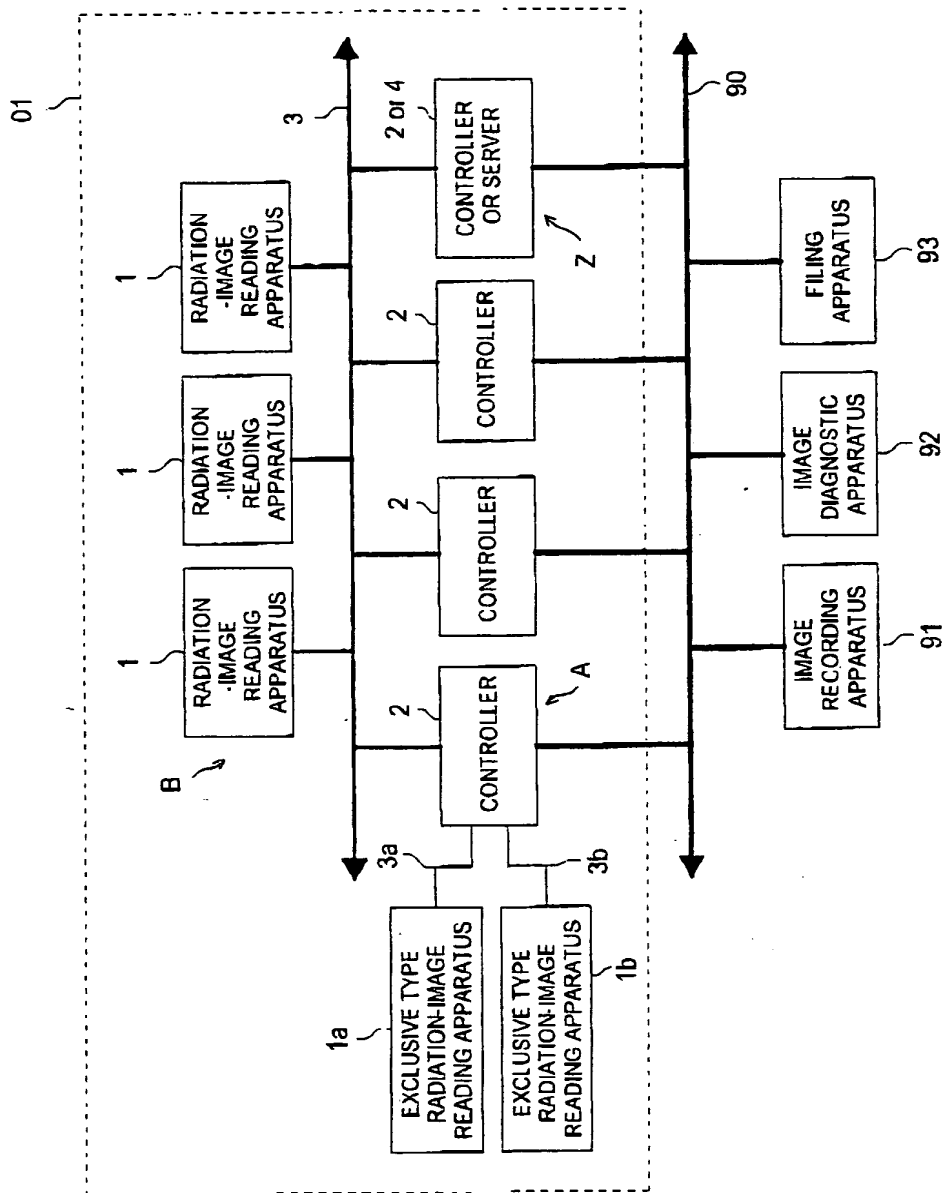 01
1
RADIATION
-IMAGE
READING
APPARATUS
1
RADIATION
-IMAGE
READING
APPARATUS
1
RADIATION
-IMAGE
READING
APPARATUS
B
3
2
CONTROLLER
A
2
CONTROLLER
2
CONTROLLER
2 or 4
CONTROLLER
OR SERVER
Z
3a
3b
1a
EXCLUSIVE TYPE
RADIATION-IMAGE
READING APPARATUS
EXCLUSIVE TYPE
RADIATION-IMAGE
READING APPARATUS
1b
90
IMAGE
RECORDING
APPARATUS
91
IMAGE
DIAGNOSTIC
APPARATUS
92
FILING
APPARATUS
93